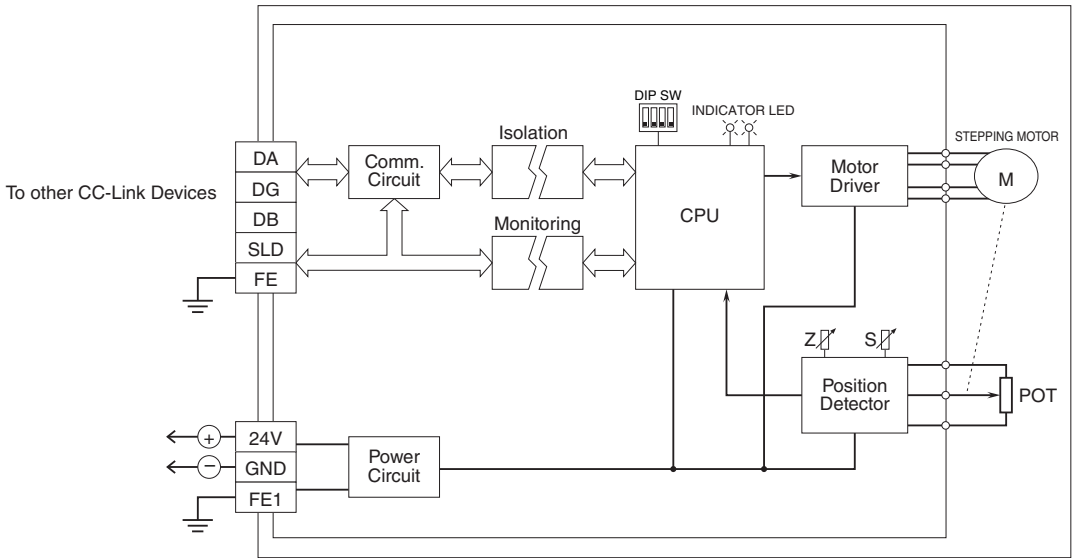 DIP SW
INDICATOR LED
Isolation
STEPPING MOTOR
To other CC-Link Devices
DA
DG
DB
SLD
FE
Comm.
Circuit
Monitoring
CPU
Motor
Driver
M
Z
S
Position
Detector
POT
+
24V
−
GND
FE1
Power
Circuit